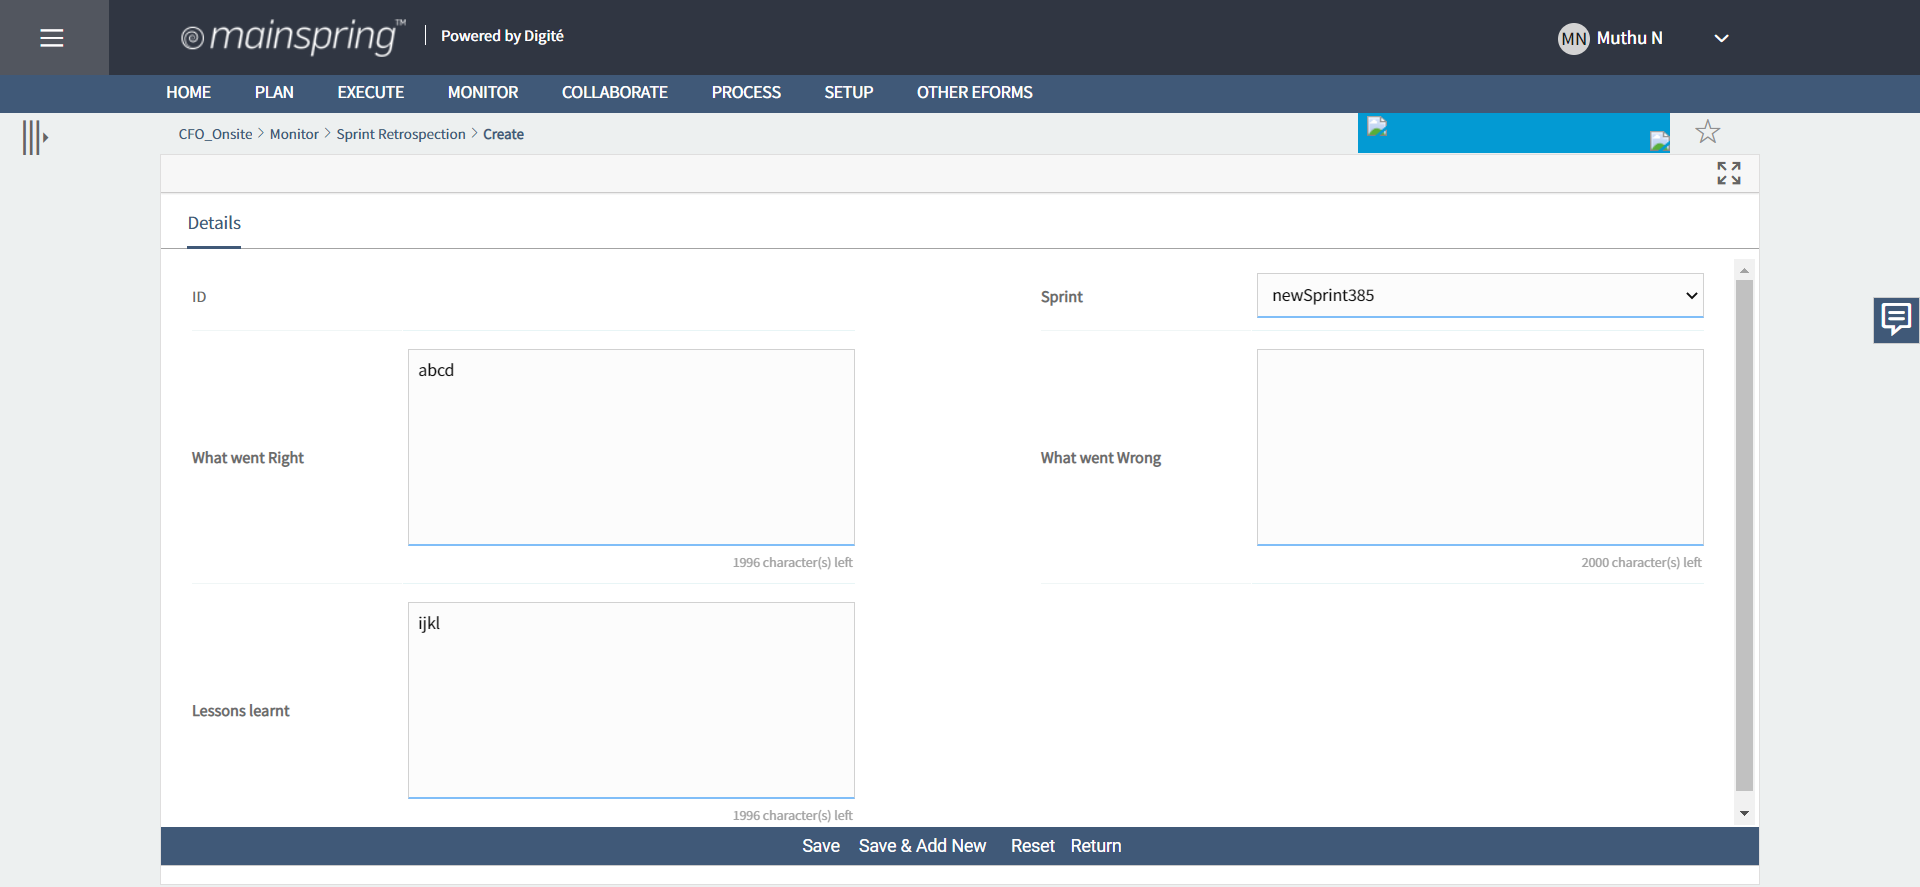 mainspring™ Powered by Digité
MN Muthu N
HOME PLAN EXECUTE MONITOR COLLABORATE PROCESS SETUP OTHER EFORMS
CFO_Onsite > Monitor > Sprint Retrospection > Create
Details
ID
Sprint newSprint385
What went Right
abcd
1996 character(s) left
What went Wrong
2000 character(s) left
Lessons learnt
ijkl
1996 character(s) left
Save Save & Add New Reset Return